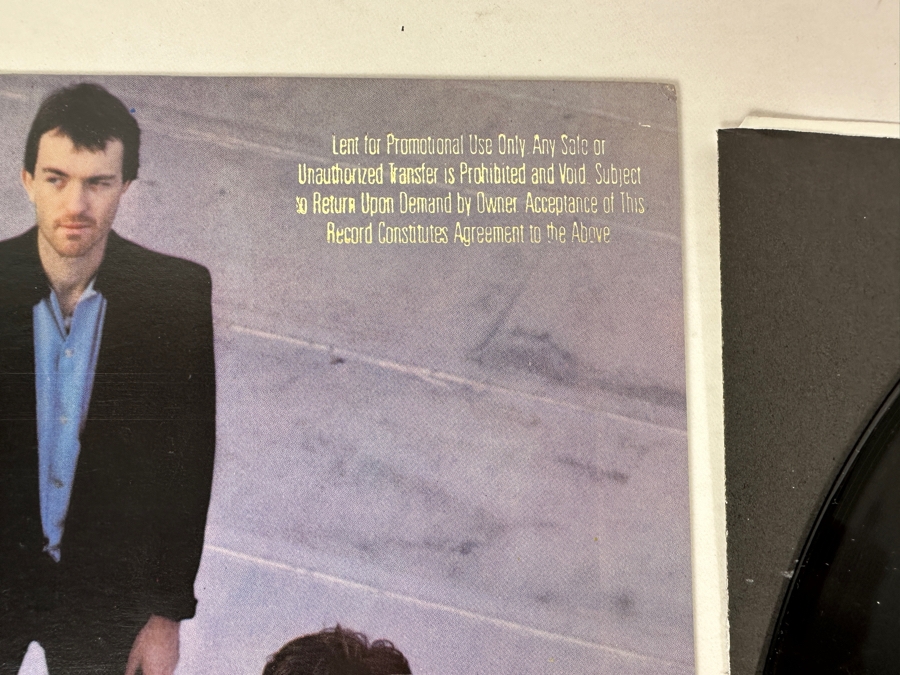 Lent for Promotional Use Only. Any Sale or
Unauthorized Transfer is Prohibited and Void. Subject
to Return Upon Demand by Owner. Acceptance of This
Record Constitutes Agreement to the Above